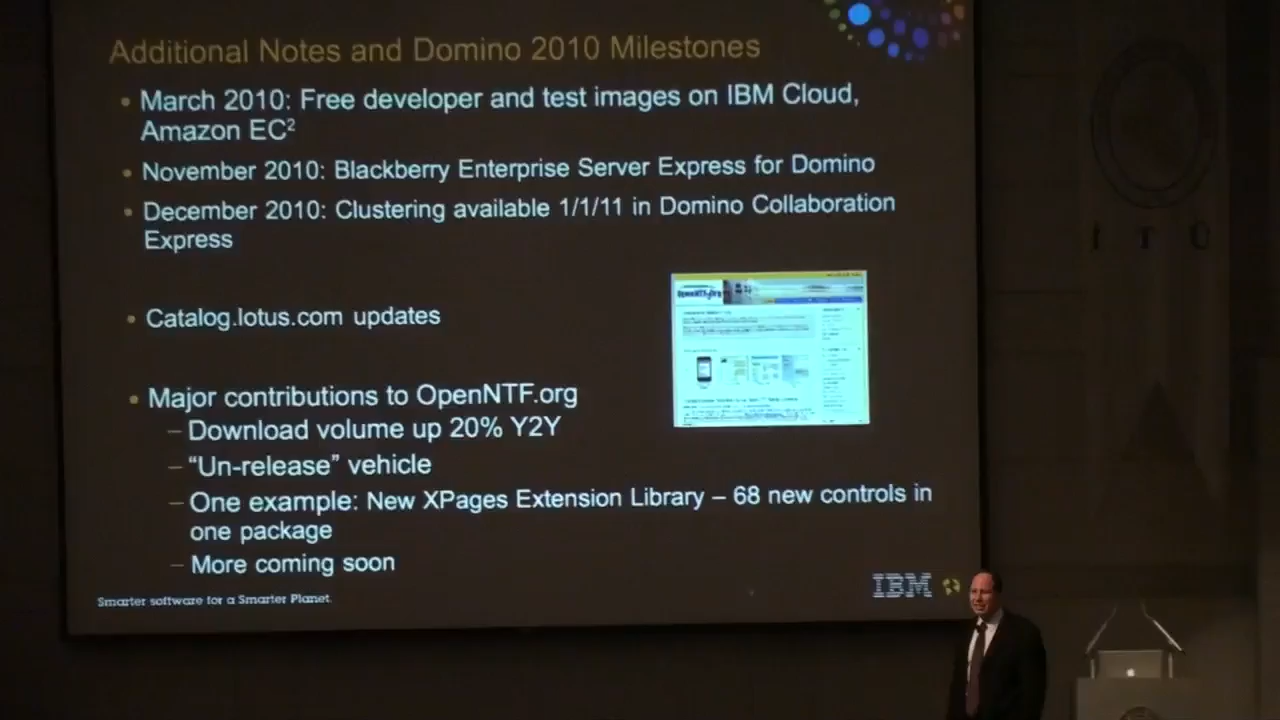 Additional Notes and Domino 2010 Milestones
• March 2010: Free developer and test images on IBM Cloud,
Amazon EC²
• November 2010: Blackberry Enterprise Server Express for Domino
• December 2010: Clustering available 1/1/11 in Domino Collaboration
Express
• Catalog.lotus.com updates
OpenNTF.org
• Major contributions to OpenNTF.org
– Download volume up 20% Y2Y
– “Un-release” vehicle
– One example: New XPages Extension Library – 68 new controls in
one package
– More coming soon
Smarter software for a Smarter Planet.
IBM